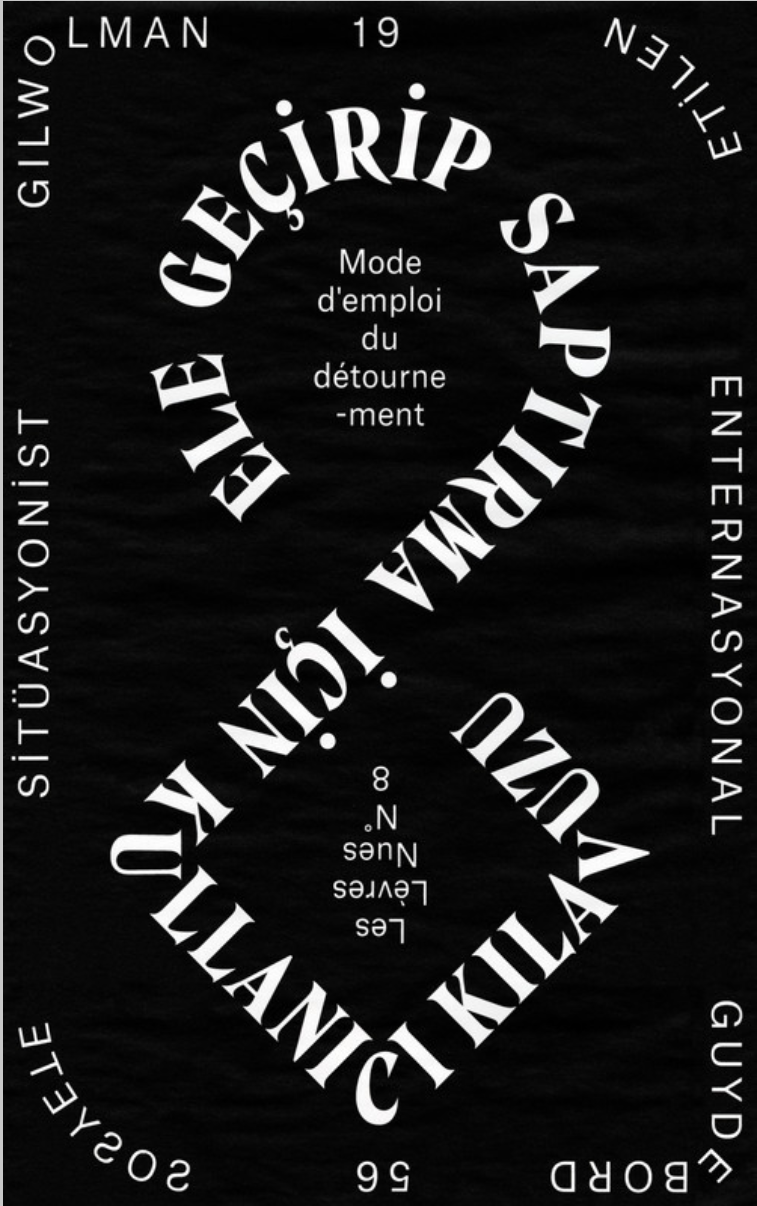 GILWOLMAN
19
ETİLEN
ELE GEÇİRİP SAPTIRMA İÇİN KULLANICI KILAVUZU
Mode
d'emploi
du
détourne
-ment
SİTÜASYONİST
ENTERNASYONAL
Les
Lèvres
Nues
N°
8
SOSYETE
56
GUYDEBORD